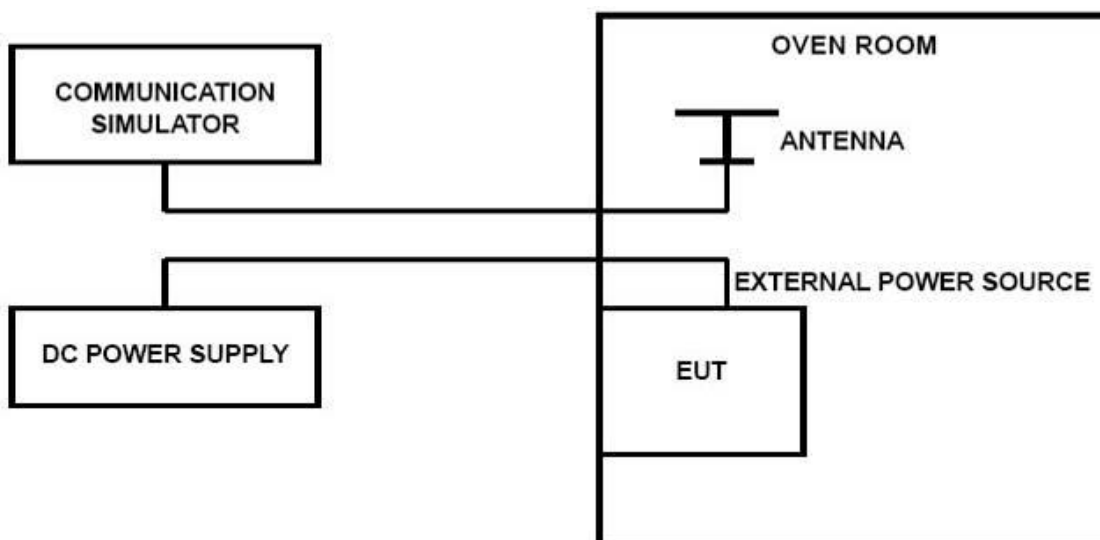 OVEN ROOM
COMMUNICATION
SIMULATOR
ANTENNA
EXTERNAL POWER SOURCE
DC POWER SUPPLY
EUT